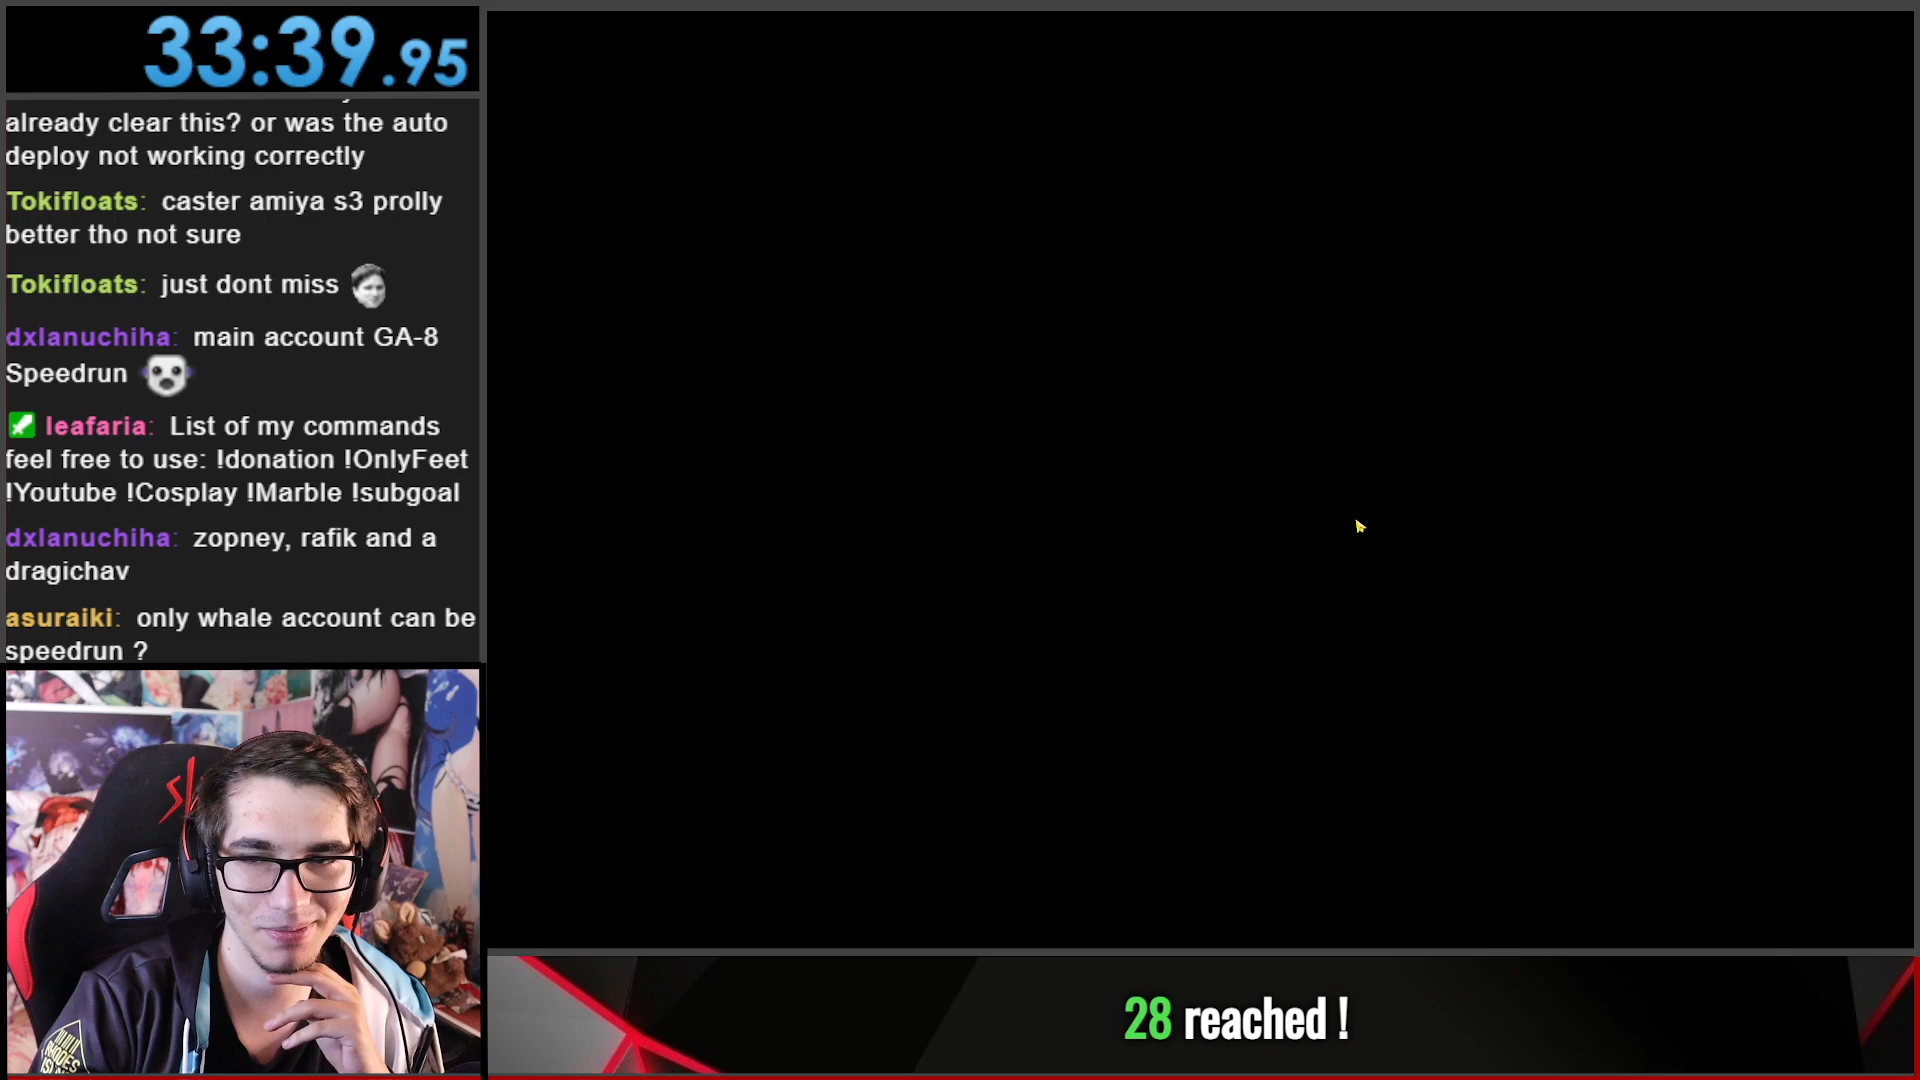 33:39.95
already clear this? or was the auto
deploy not working correctly
Tokifloats: caster amiya s3 prolly
better tho not sure
Tokifloats: just dont miss
dxlanuchiha: main account GA-8
Speedrun
leafaria: List of my commands
feel free to use: !donation !OnlyFeet
!Youtube !Cosplay !Marble !subgoal
dxlanuchiha: zopney, rafik and a
dragichav
asuraiki: only whale account can be
speedrun ?
RHODES
28 reached !